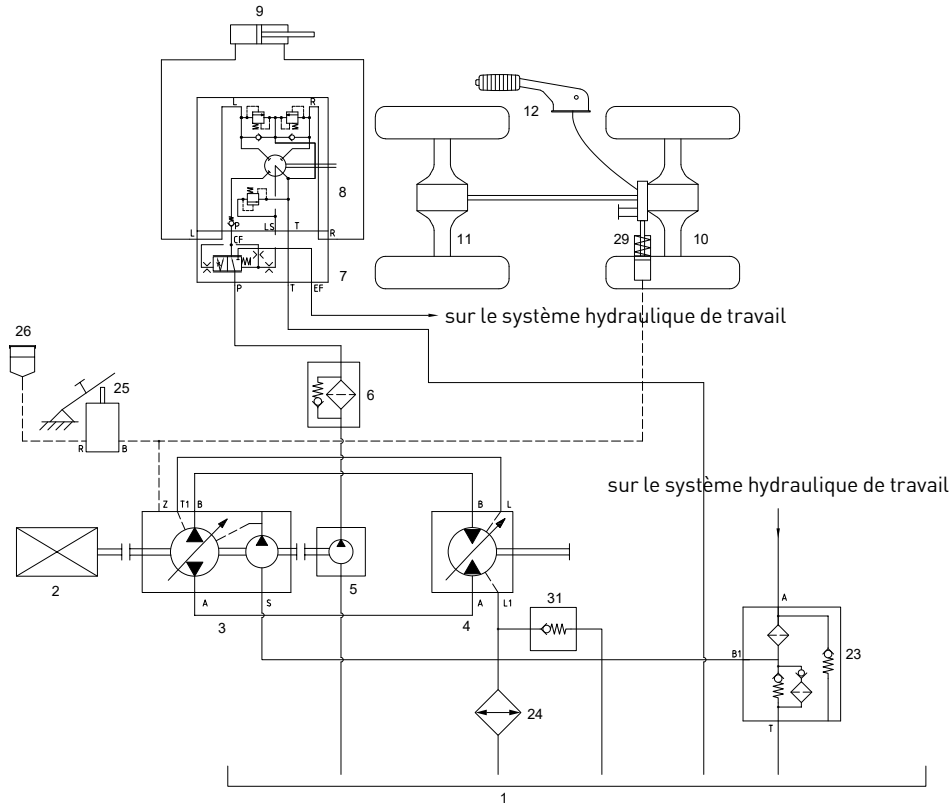 9
L R
12
8
P LS T
L R
CF
11 29 10
7
P T EF
sur le système hydraulique de travail
26
25
6
R B
sur le système hydraulique de travail
Z T1 B B L
2 5
A S A L1 31
3 4
A
B1 23
24
T
1